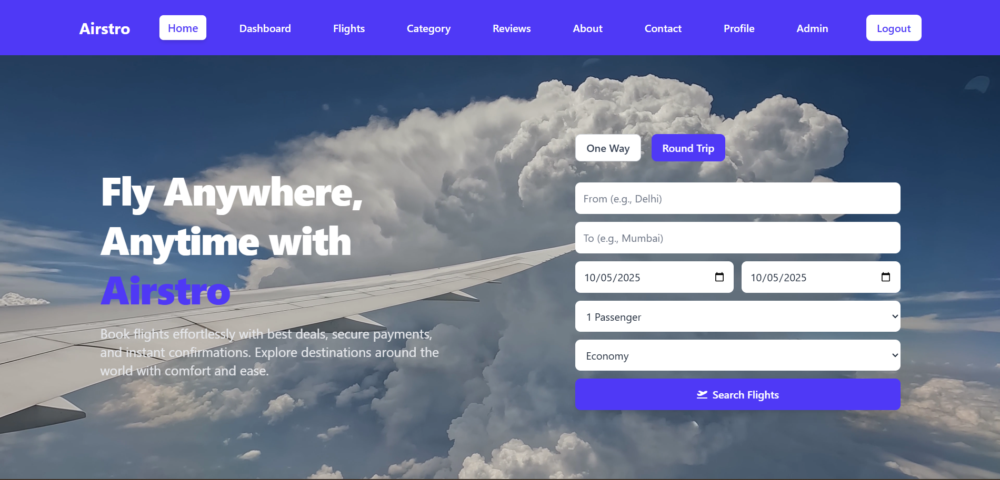 Airstro
Home
Dashboard
Flights
Category
Reviews
About
Contact
Profile
Admin
Logout
Fly Anywhere,
Anytime with
Airstro
Book flights effortlessly with best deals, secure payments,
and instant confirmations. Explore destinations around the
world with comfort and ease.
One Way
Round Trip
From (e.g., Delhi)
To (e.g., Mumbai)
10/05/2025
10/05/2025
1 Passenger
Economy
Search Flights